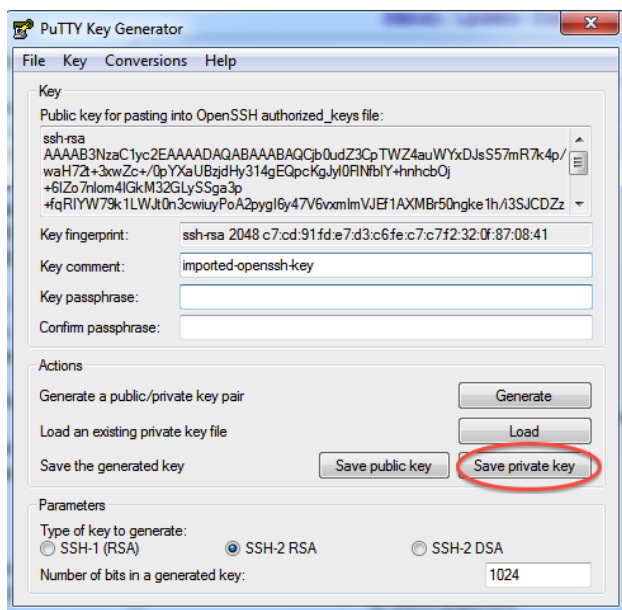 PuTTY Key Generator
File Key Conversions Help
Key
Public key for pasting into OpenSSH authorized_keys file:
ssh-rsa
AAAAB3NzaC1yc2EAAAADAQABAAABAQCjb0udZ3CpTWZ4auWYxDJsS57mR7k4p/
waH72t+3xwZc+/0pYXaUBzjdHy314gEQpcKgJyl0FlNfblY+hnhcbOj
+6IZo7nlom4IGkM32GLySSga3p
+fqRlYW79k1LWJt0n3cwiuyPoA2pygI6y47V6vxmlmVJEf1AXMBr50ngke1h/i3SJCDZz
Key fingerprint: ssh-rsa 2048 c7:cd:91:fd:e7:d3:c6:fe:c7:c7:f2:32:0f:87:08:41
Key comment: imported-openssh-key
Key passphrase:
Confirm passphrase:
Actions
Generate a public/private key pair Generate
Load an existing private key file Load
Save the generated key Save public key Save private key
Parameters
Type of key to generate:
SSH-1 (RSA) SSH-2 RSA SSH-2 DSA
Number of bits in a generated key: 1024